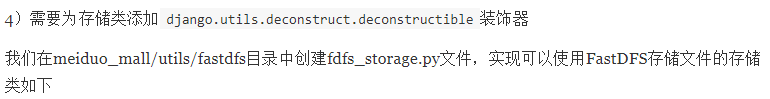 4）需要为存储类添加 django.utils.deconstruct.deconstructible 装饰器
我们在meiduo_mall/utils/fastdfs目录中创建fdfs_storage.py文件，实现可以使用FastDFS存储文件的存储
类如下